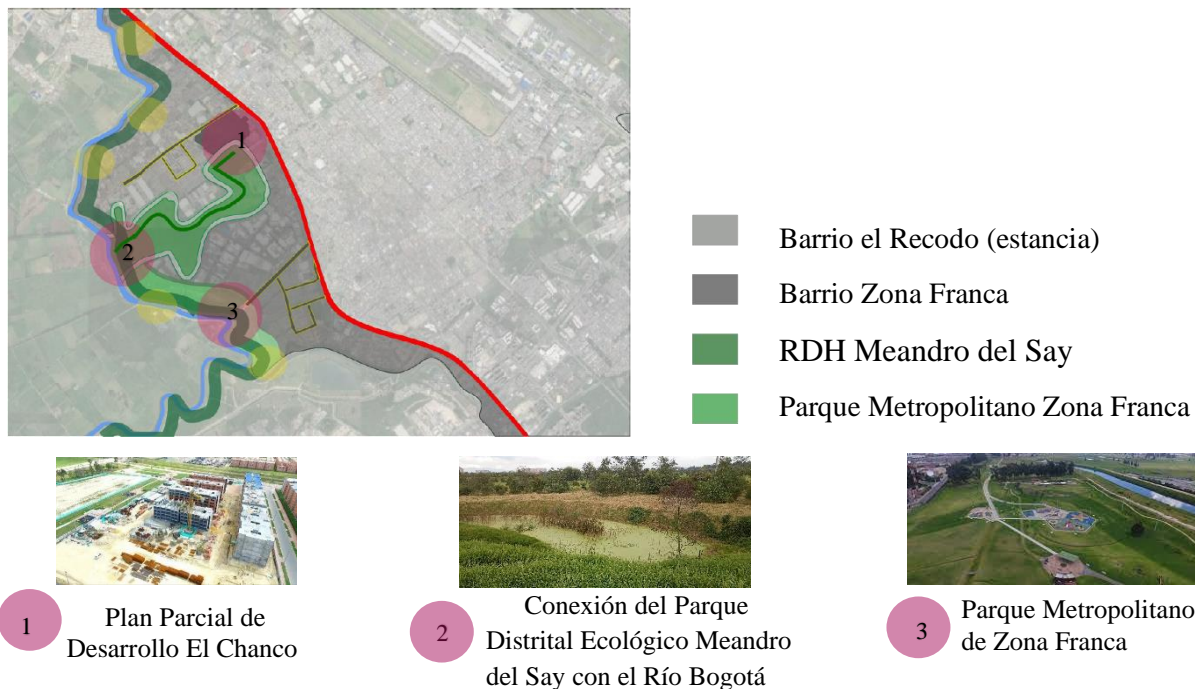 1
2
3
Barrio el Recodo (estancia)
Barrio Zona Franca
RDH Meandro del Say
Parque Metropolitano Zona Franca
1
Plan Parcial de
Desarrollo El Chanco
2
Conexión del Parque
Distrital Ecológico Meandro
del Say con el Río Bogotá
3
Parque Metropolitano
de Zona Franca